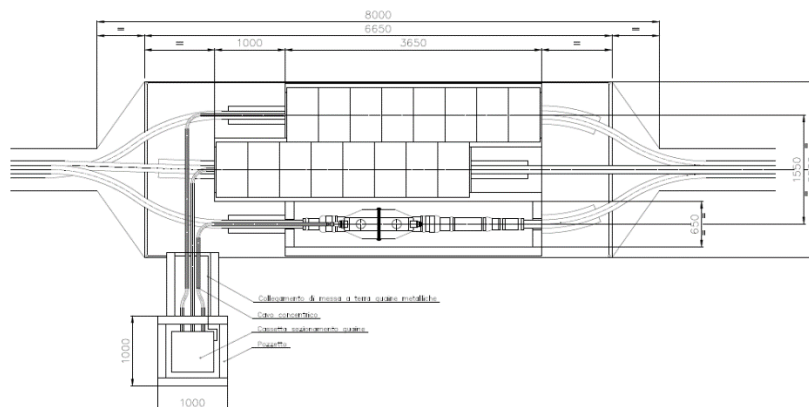 8000
= 6650 =
= 1000 3650 =
1550
=
650
=
=
Collegamento di messa a terra guaine metalliche
Cavo concentrico
Cassetta sezionamento guaine
Pozzetto
1000
1000